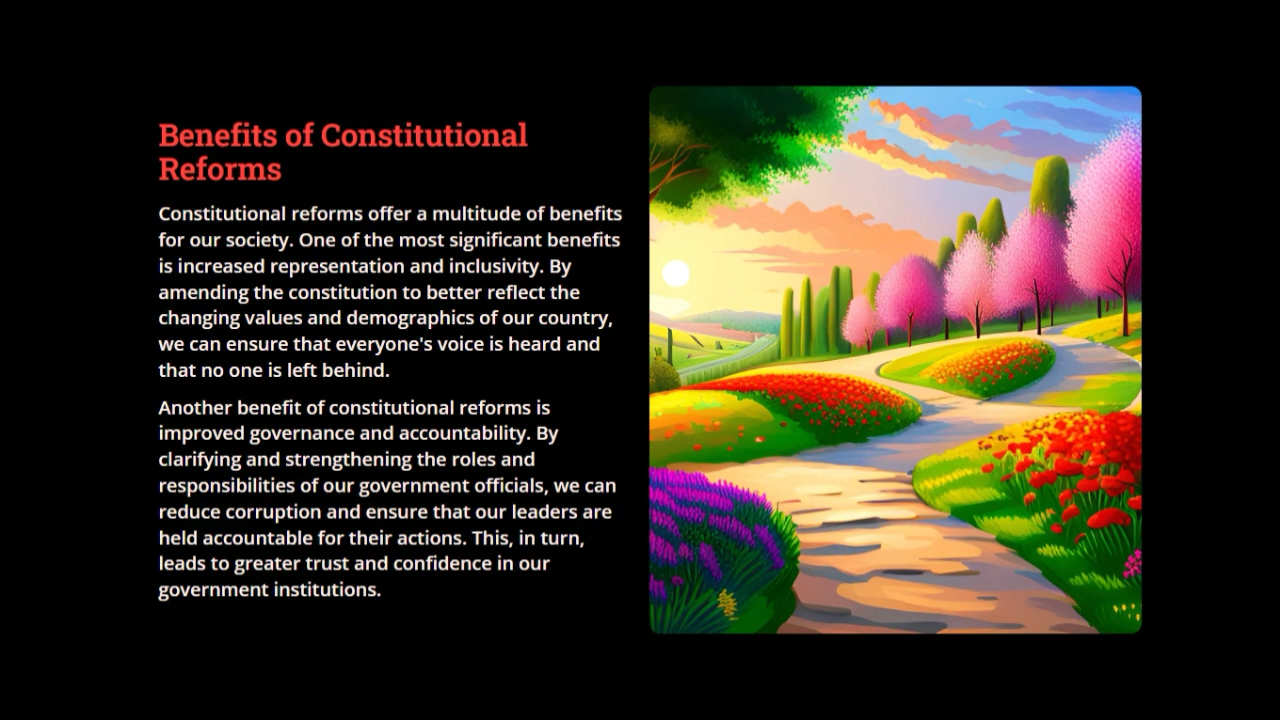 Benefits of Constitutional
Reforms
Constitutional reforms offer a multitude of benefits
for our society. One of the most significant benefits
is increased representation and inclusivity. By
amending the constitution to better reflect the
changing values and demographics of our country,
we can ensure that everyone's voice is heard and
that no one is left behind.
Another benefit of constitutional reforms is
improved governance and accountability. By
clarifying and strengthening the roles and
responsibilities of our government officials, we can
reduce corruption and ensure that our leaders are
held accountable for their actions. This, in turn,
leads to greater trust and confidence in our
government institutions.